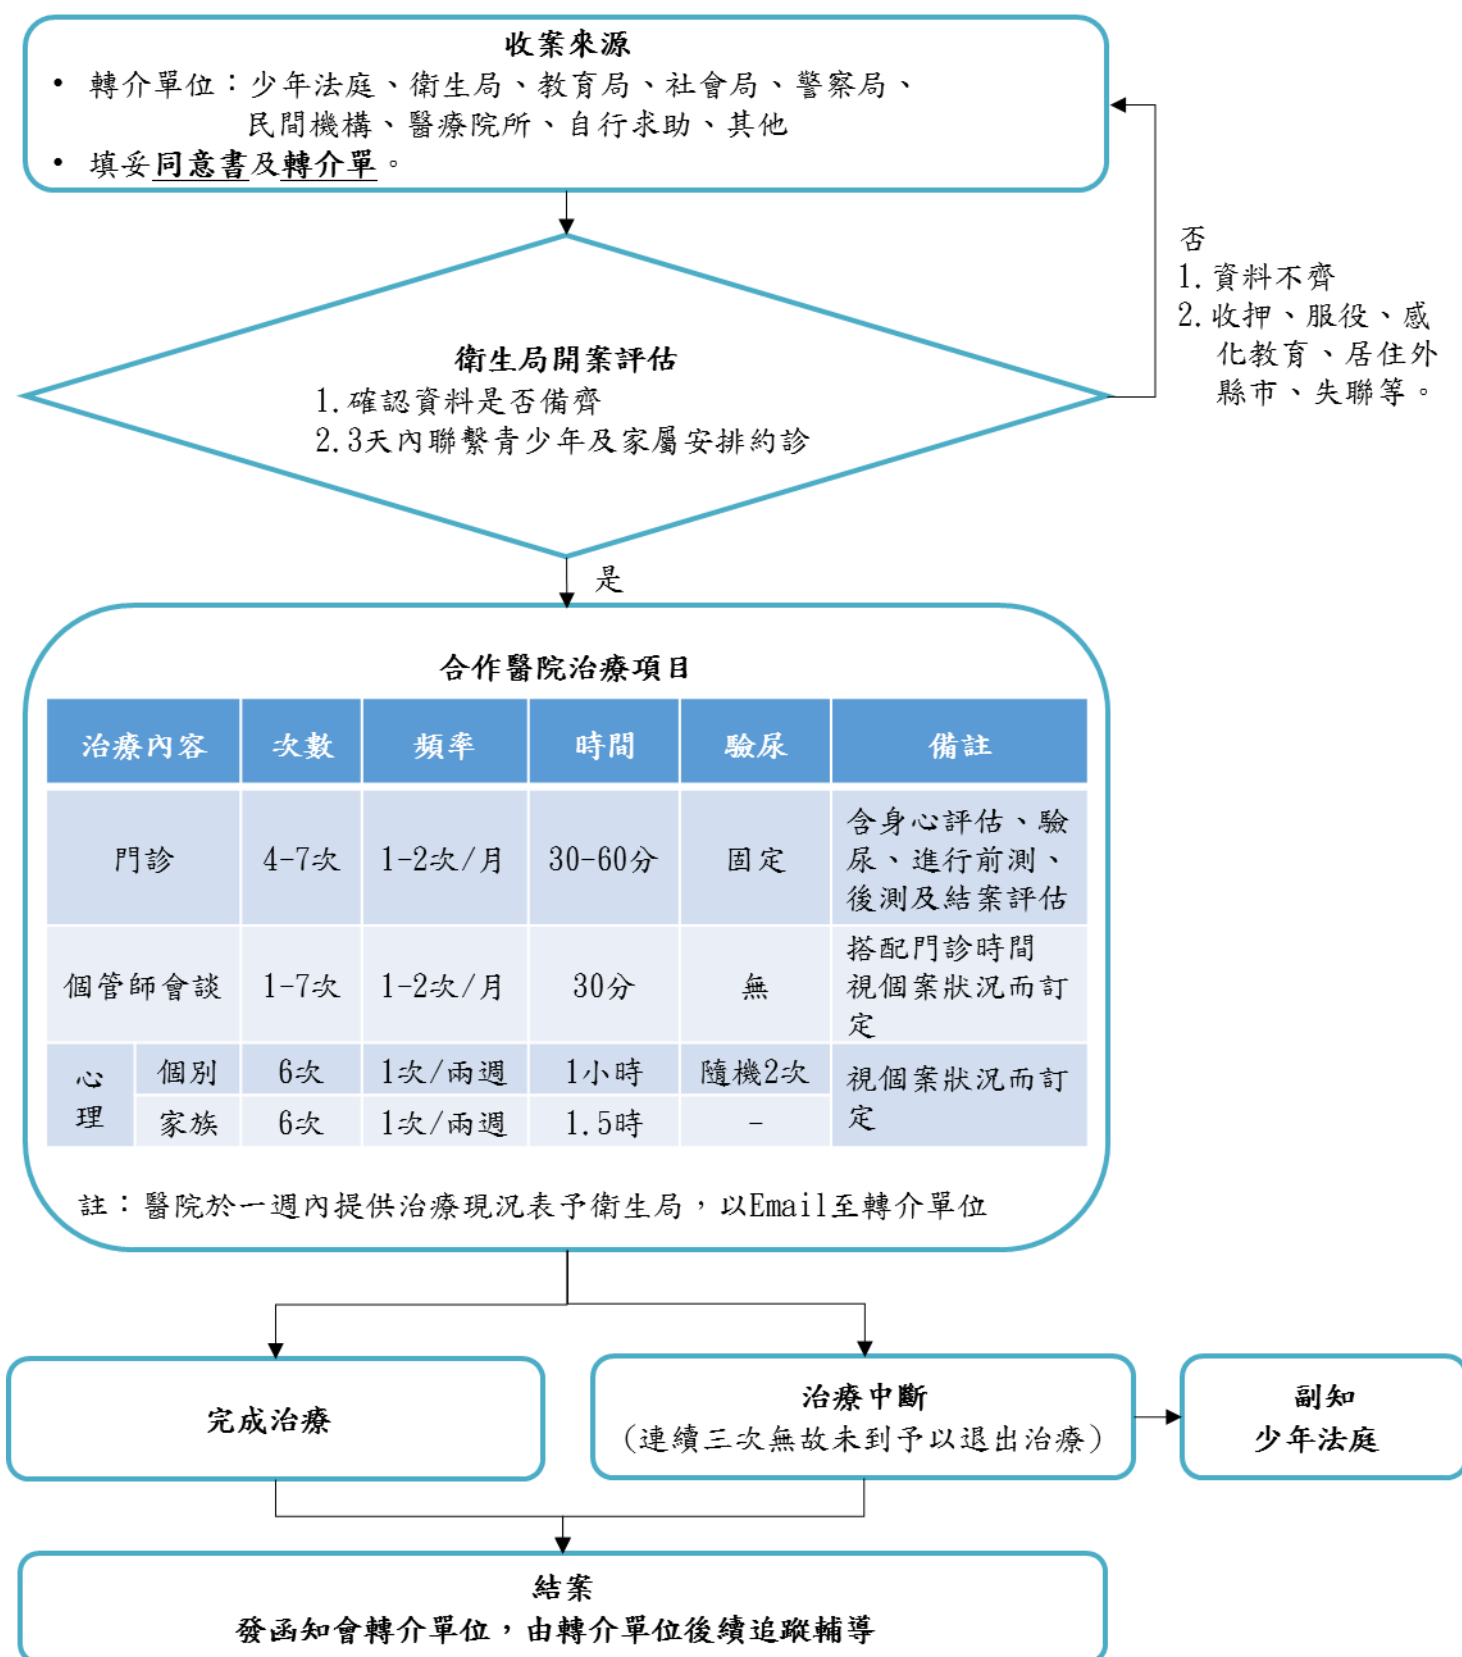 收案來源
• 轉介單位：少年法庭、衛生局、教育局、社會局、警察局、
民間機構、醫療院所、自行求助、其他
• 填妥同意書及轉介單。
否
1.資料不齊
2.收押、服役、感
化教育、居住外
縣市、失聯等。
衛生局開案評估
1.確認資料是否備齊
2.3天內聯繫青少年及家屬安排約診
是
合作醫院治療項目
治療內容 次數 頻率 時間 驗尿 備註
門診 4-7次 1-2次/月 30-60分 固定 含身心評估、驗
尿、進行前測、
後測及結案評估
個管師會談 1-7次 1-2次/月 30分 無 搭配門診時間
視個案狀況而訂
定
心
理
個別 6次 1次/兩週 1小時 隨機2次 視個案狀況而訂
定
家族 6次 1次/兩週 1.5時 -
註：醫院於一週內提供治療現況表予衛生局，以Email至轉介單位
完成治療
治療中斷
(連續三次無故未到予以退出治療)
副知
少年法庭
結案
發函知會轉介單位，由轉介單位後續追蹤輔導